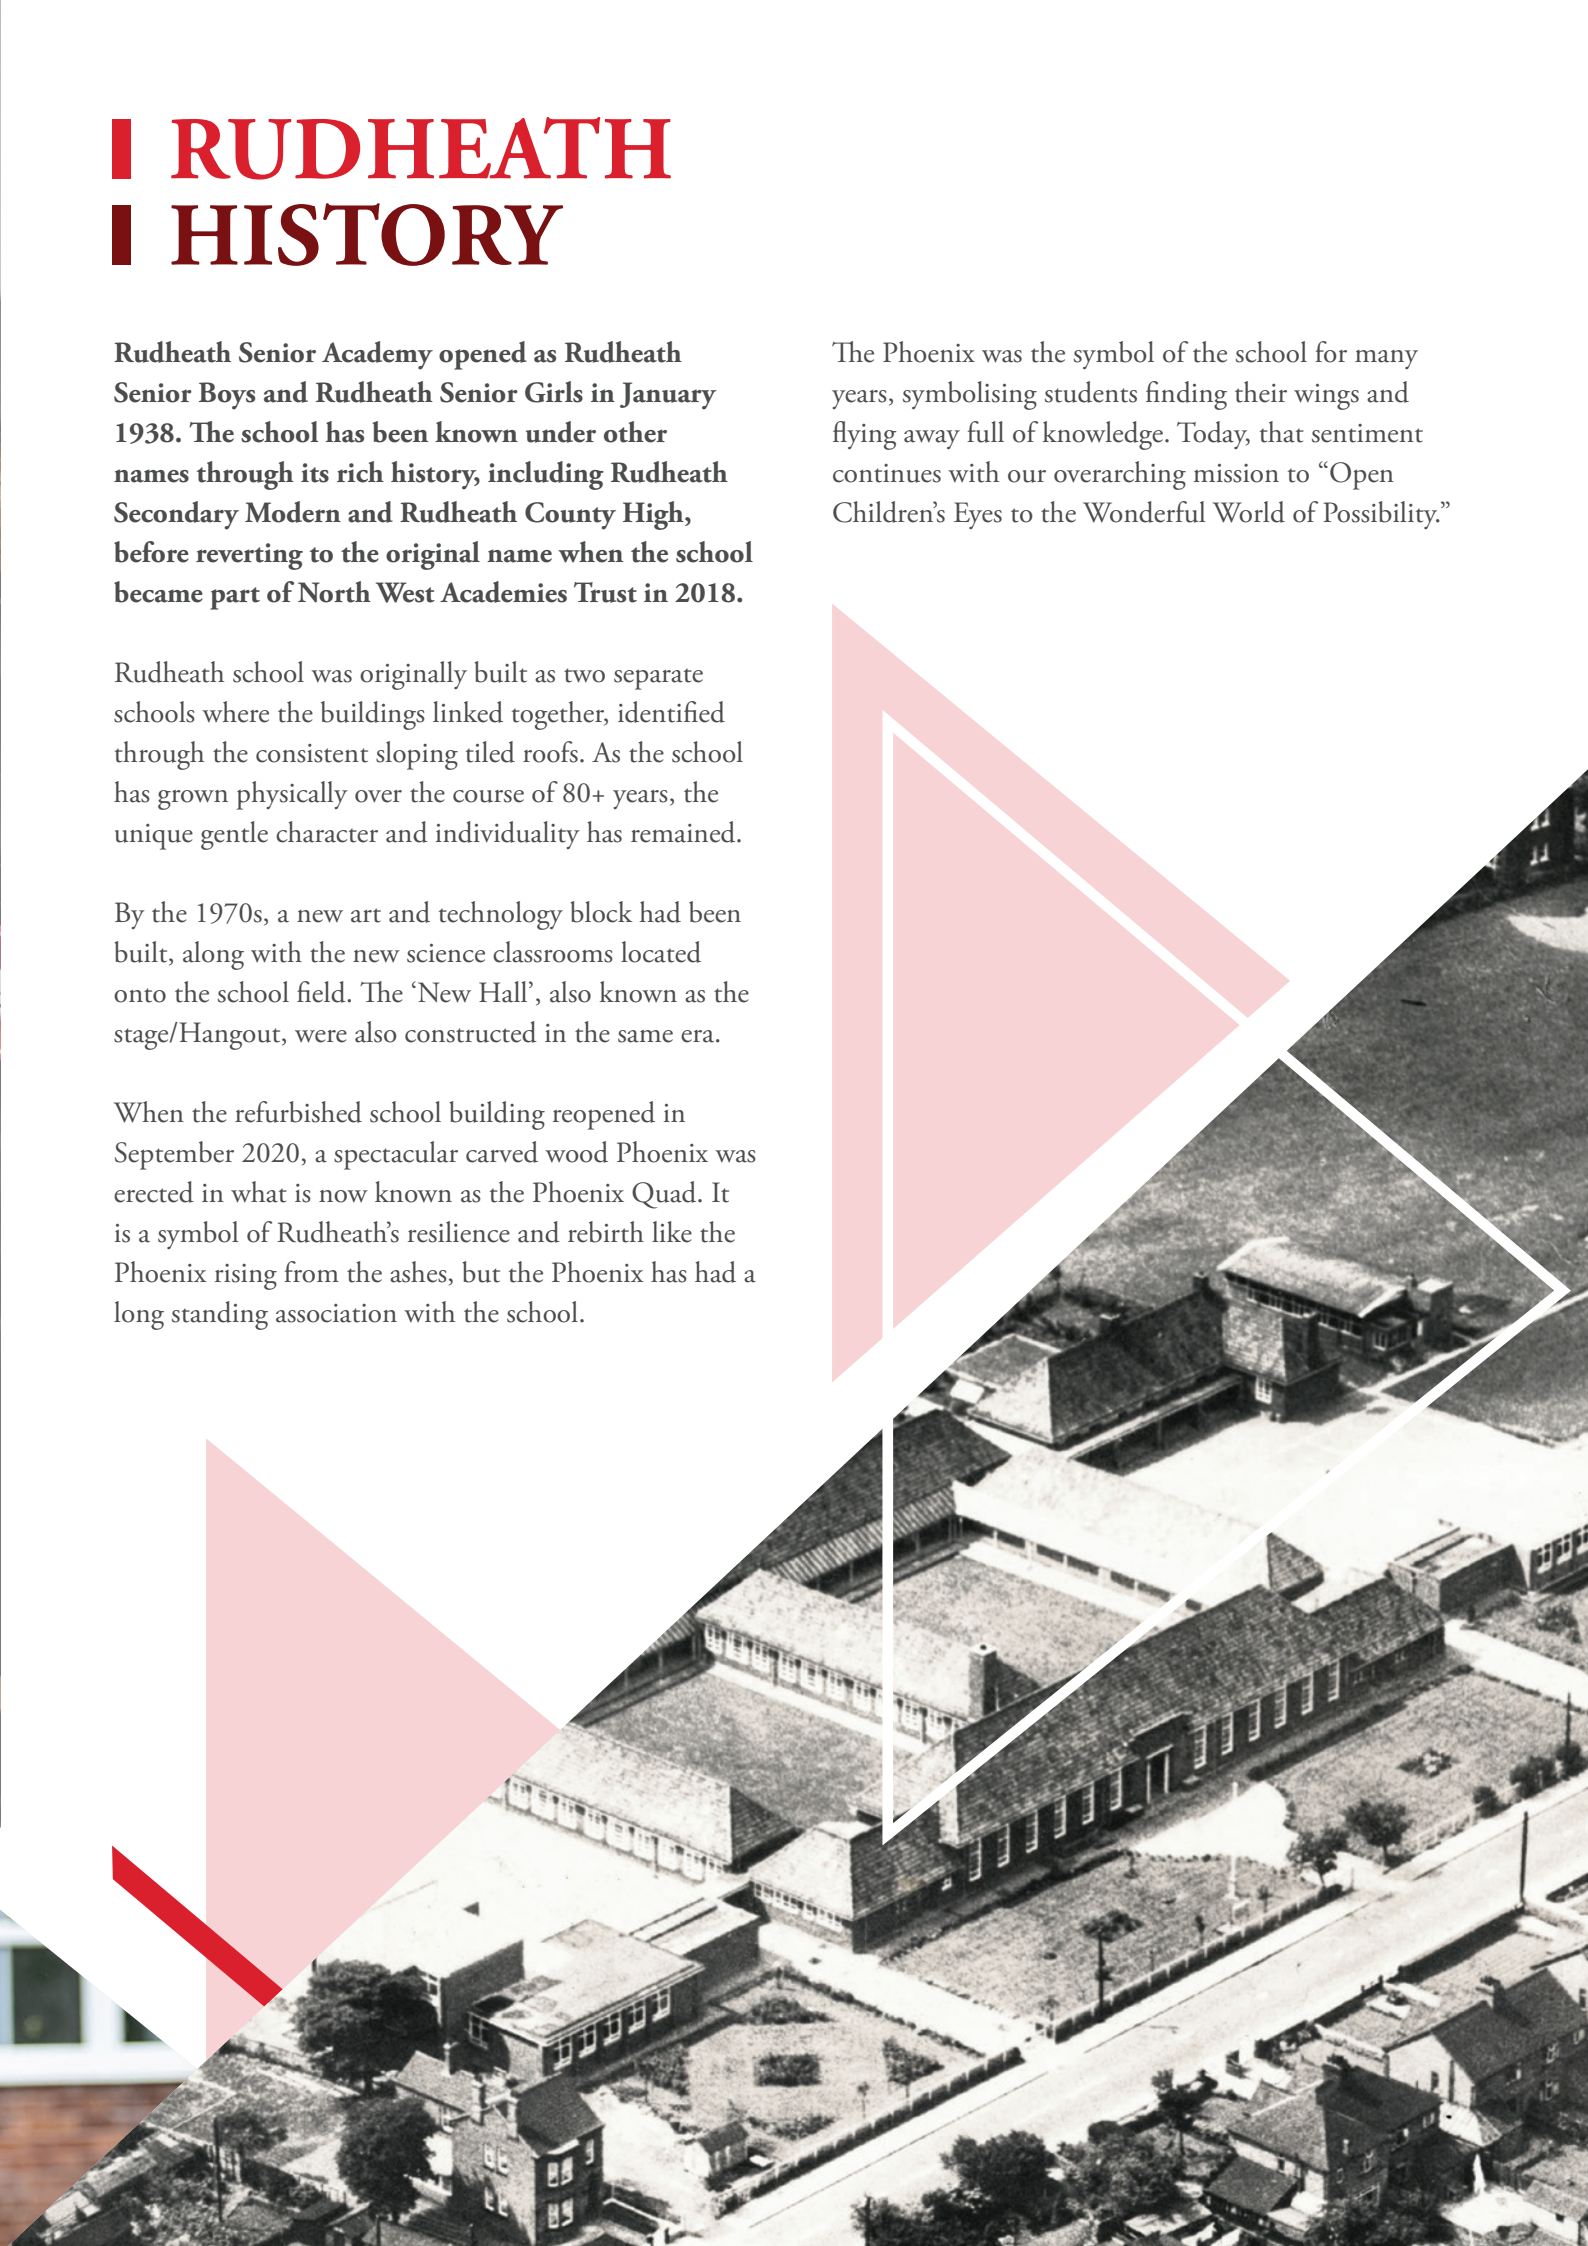 RUDHEATH
HISTORY
Rudheath Senior Academy opened as Rudheath
Senior Boys and Rudheath Senior Girls in January
1938. The school has been known under other
names through its rich history, including Rudheath
Secondary Modern and Rudheath County High,
before reverting to the original name when the school
became part of North West Academies Trust in 2018.
Rudheath school was originally built as two separate
schools where the buildings linked together, identified
through the consistent sloping tiled roofs. As the school
has grown physically over the course of 80+ years, the
unique gentle character and individuality has remained.
By the 1970s, a new art and technology block had been
built, along with the new science classrooms located
onto the school field. The ‘New Hall’, also known as the
stage/Hangout, were also constructed in the same era.
When the refurbished school building reopened in
September 2020, a spectacular carved wood Phoenix was
erected in what is now known as the Phoenix Quad. It
is a symbol of Rudheath’s resilience and rebirth like the
Phoenix rising from the ashes, but the Phoenix has had a
long standing association with the school.
The Phoenix was the symbol of the school for many
years, symbolising students finding their wings and
flying away full of knowledge. Today, that sentiment
continues with our overarching mission to “Open
Children’s Eyes to the Wonderful World of Possibility.”